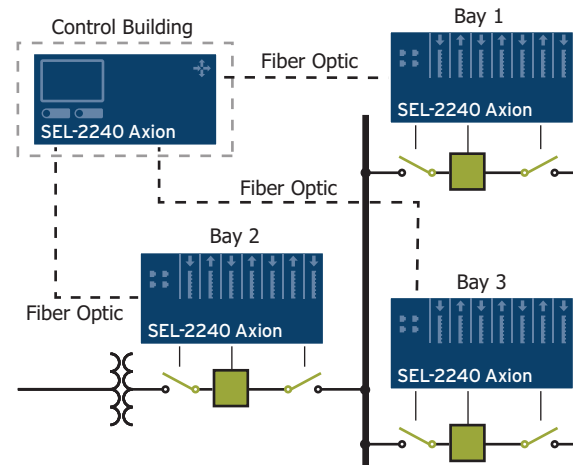 Control Building
SEL-2240 Axion
Fiber Optic
Bay 1
SEL-2240 Axion
Fiber Optic
Bay 2
SEL-2240 Axion
Fiber Optic
Bay 3
SEL-2240 Axion